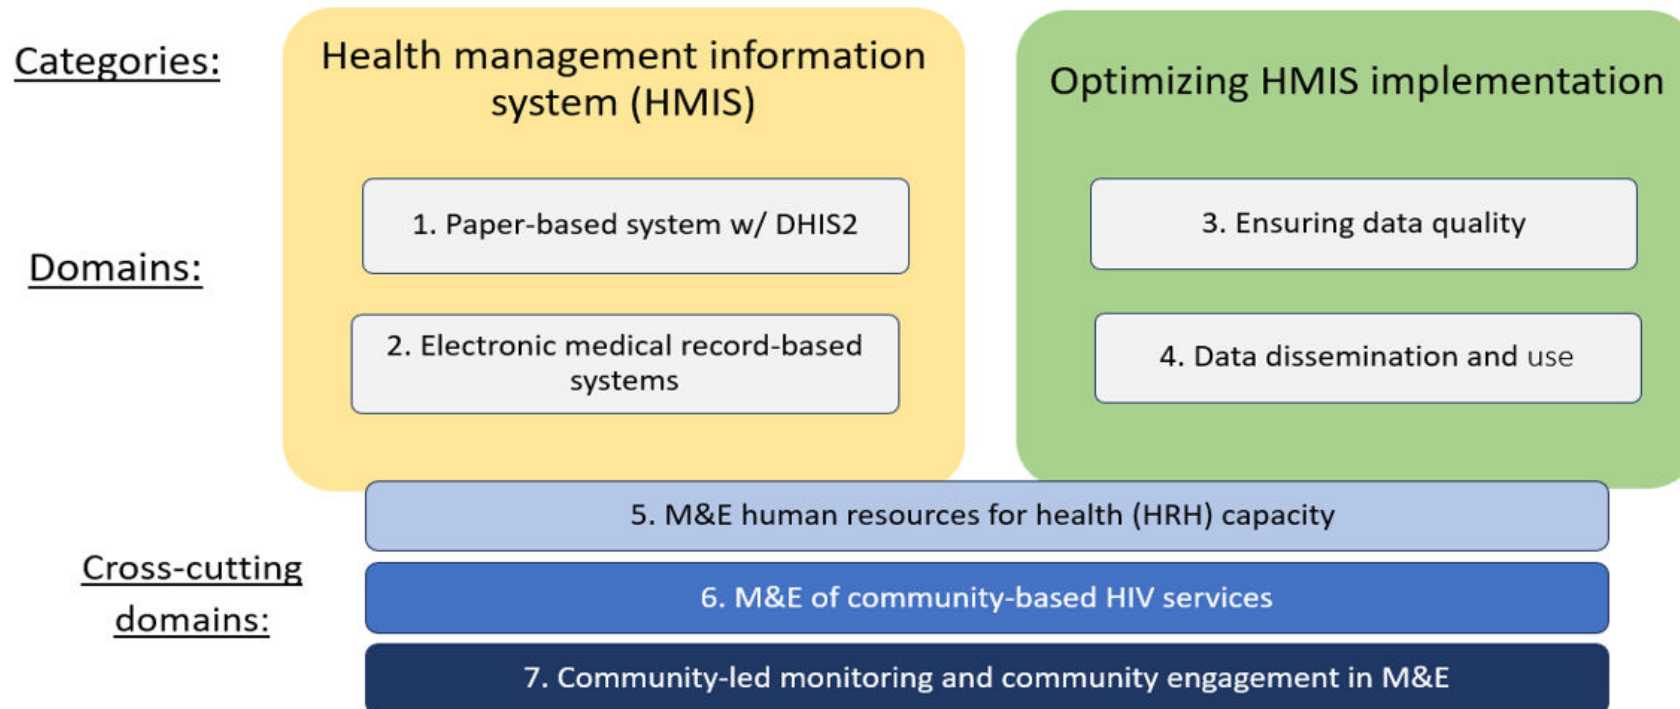 Categories:
Health management information
system (HMIS)
Optimizing HMIS implementation
Domains:
1. Paper-based system w/ DHIS2
3. Ensuring data quality
2. Electronic medical record-based
systems
4. Data dissemination and use
Cross-cutting
domains:
5. M&E human resources for health (HRH) capacity
6. M&E of community-based HIV services
7. Community-led monitoring and community engagement in M&E